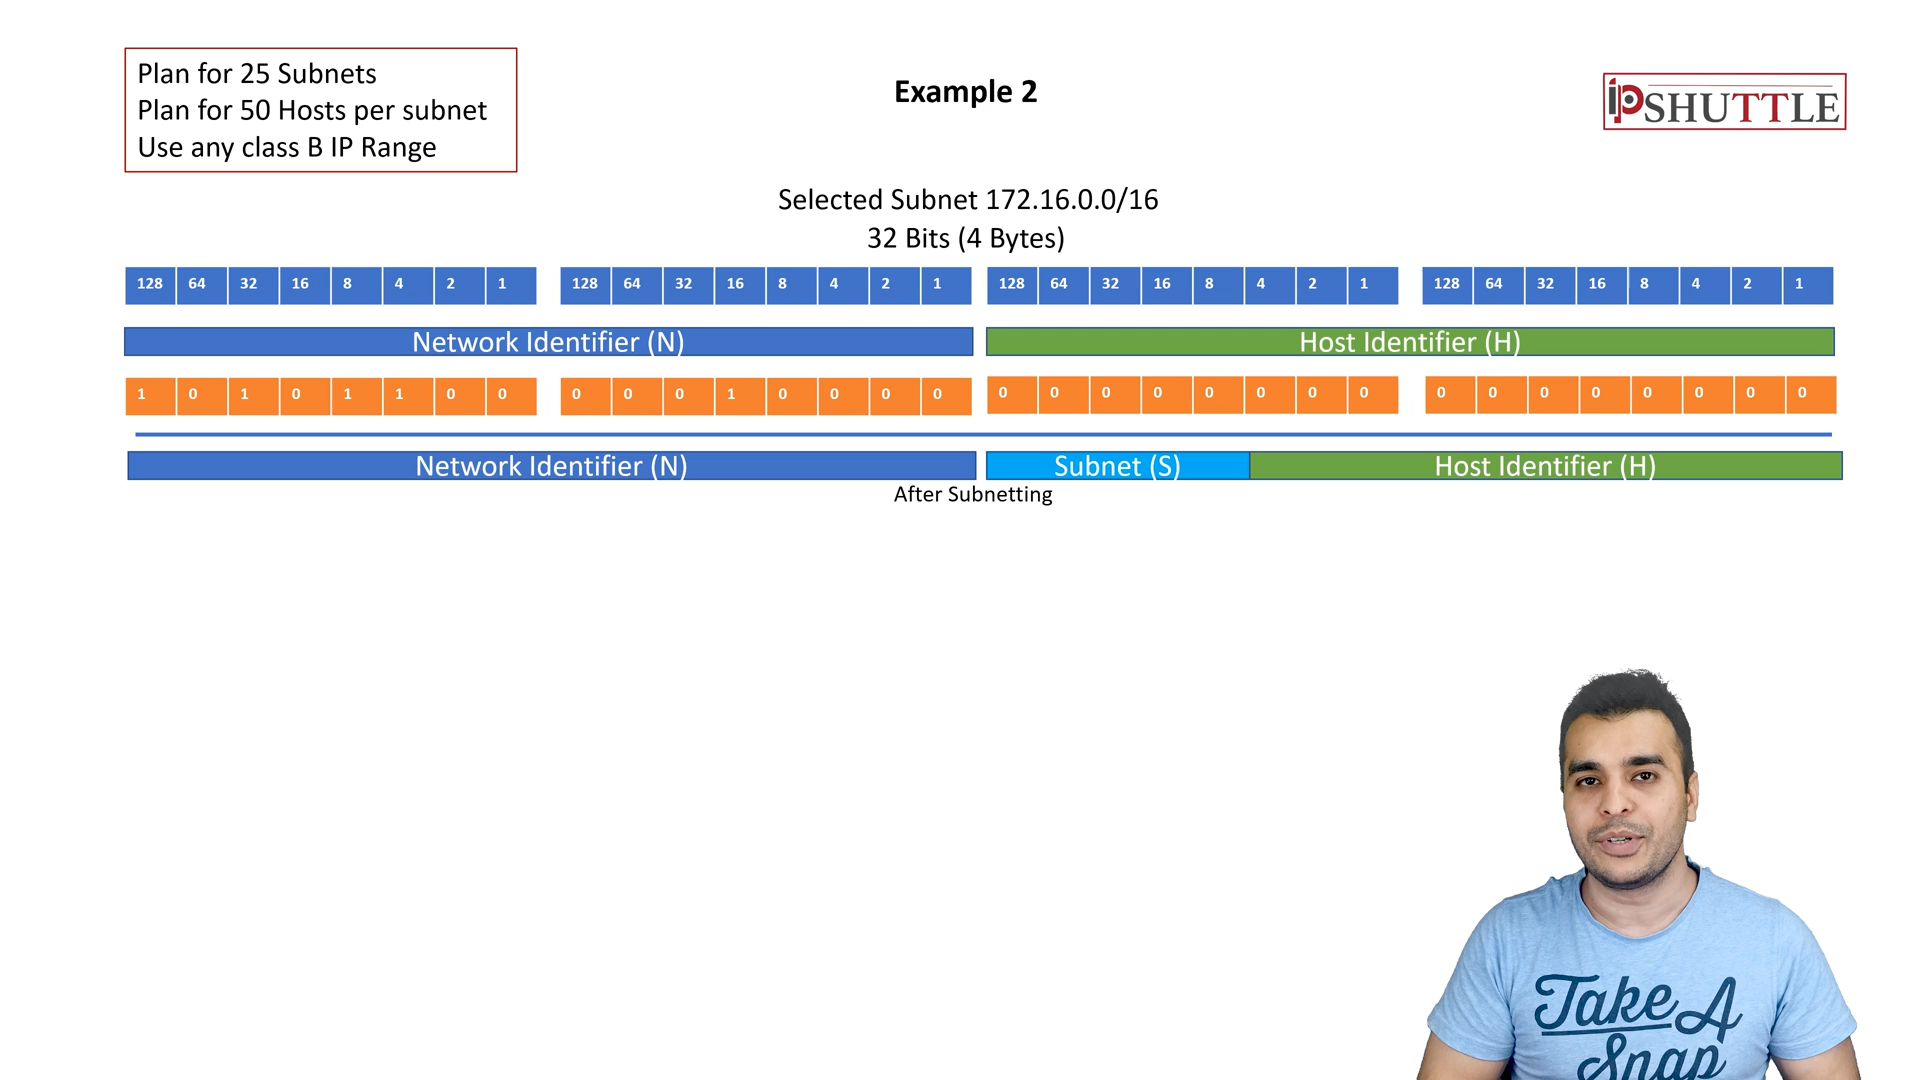 Plan for 25 Subnets
Plan for 50 Hosts per subnet
Use any class B IP Range
Example 2
ipSHUTTLE
Selected Subnet 172.16.0.0/16
32 Bits (4 Bytes)
128 64 32 16 8 4 2 1 128 64 32 16 8 4 2 1 128 64 32 16 8 4 2 1 128 64 32 16 8 4 2 1
Network Identifier (N) Host Identifier (H)
1 0 1 0 1 1 0 0 0 0 0 1 0 0 0 0 0 0 0 0 0 0 0 0 0 0 0 0 0 0 0 0
Network Identifier (N) Subnet (S) Host Identifier (H)
After Subnetting
Take A
Snap